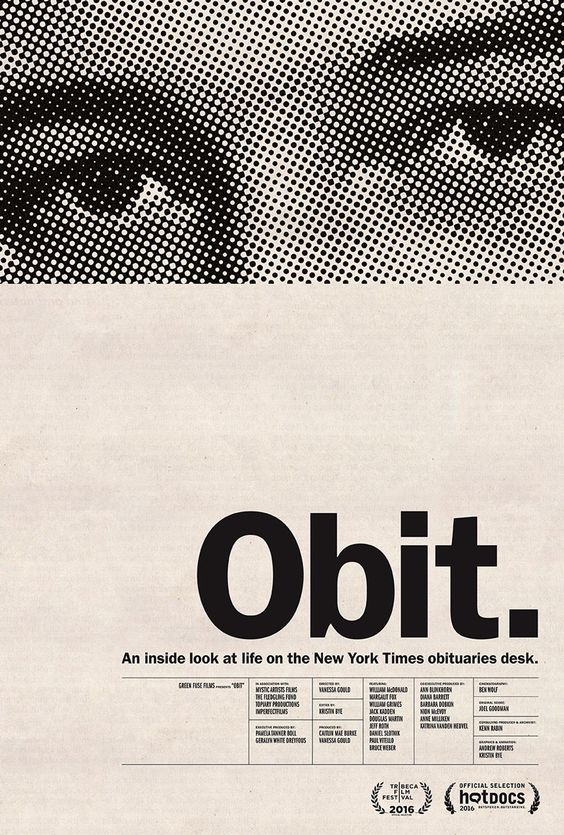 Obit.
An inside look at life on the New York Times obituaries desk.
GREEN FUSE FILMS PRESENTS "OBIT"
IN ASSOCIATION WITH:
MYSTIC ARTISTS FILMS
THE FLEDGLING FUND
TOPIARY PRODUCTIONS
IMPERFECTFILMS
EXECUTIVE PRODUCED BY:
PAMELA TANNER BOLL
GERALYN WHITE DREYFOUS
DIRECTED BY:
VANESSA GOULD
EDITED BY:
KRISTIN BYE
PRODUCED BY:
CAITLIN MAE BURKE
VANESSA GOULD
FEATURING:
WILLIAM McDONALD
MARGALIT FOX
WILLIAM GRIMES
JACK KADDEN
DOUGLAS MARTIN
JEFF ROTH
DANIEL SLOTNIK
PAUL VITELLO
BRUCE WEBER
CO-EXECUTIVE PRODUCED BY:
ANN BLINKHORN
DIANA BARRETT
BARBARA DOBKIN
NION McEVOY
ANNE MILLIKEN
KATRINA VANDEN HEUVEL
CINEMATOGRAPHY:
BEN WOLF
ORIGINAL SCORE:
JOEL GOODMAN
CONSULTING PRODUCER & ARCHIVIST:
KENN RABIN
GRAPHICS & ANIMATION:
ANDREW ROBERTS
KRISTIN BYE
TRIBECA
FILM
FESTIVAL
2016
OFFICIAL SELECTION
hotDOCS
2016 OUTSPOKEN. OUTSTANDING.